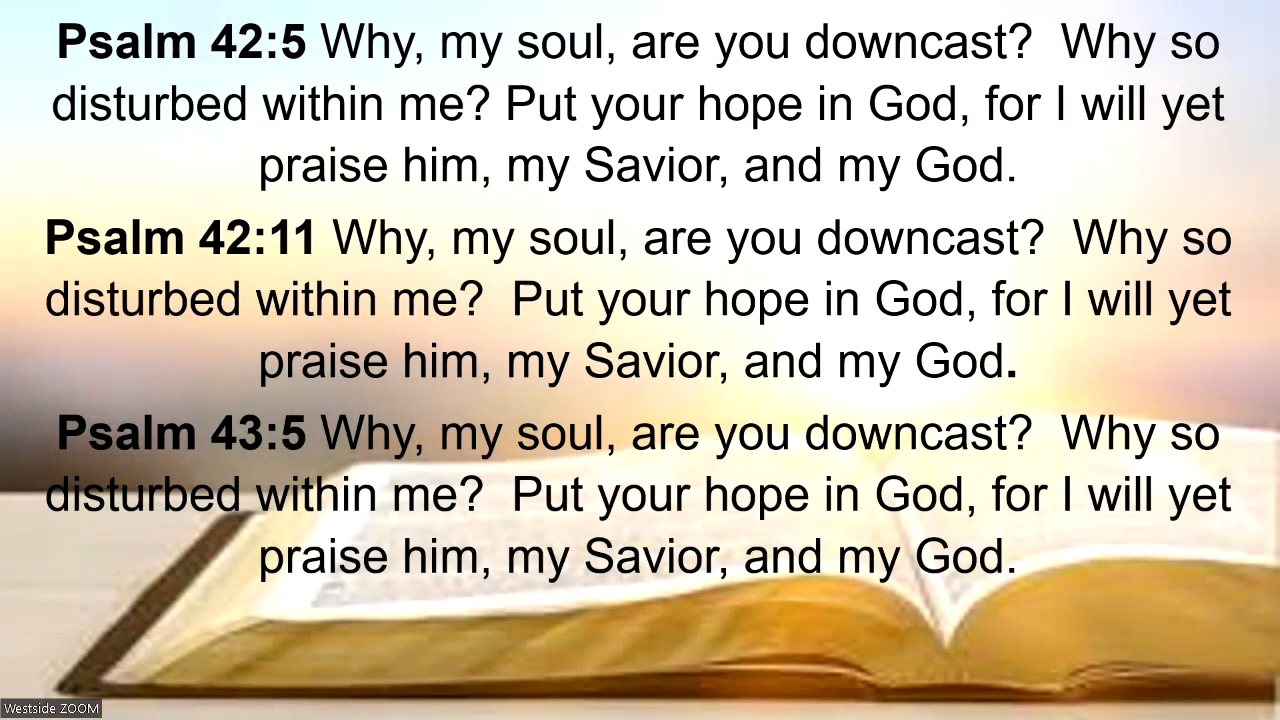 Psalm 42:5 Why, my soul, are you downcast?  Why so
disturbed within me? Put your hope in God, for I will yet
praise him, my Savior, and my God.
Psalm 42:11 Why, my soul, are you downcast?  Why so
disturbed within me?  Put your hope in God, for I will yet
praise him, my Savior, and my God.
Psalm 43:5 Why, my soul, are you downcast?  Why so
disturbed within me?  Put your hope in God, for I will yet
praise him, my Savior, and my God.
Westside ZOOM